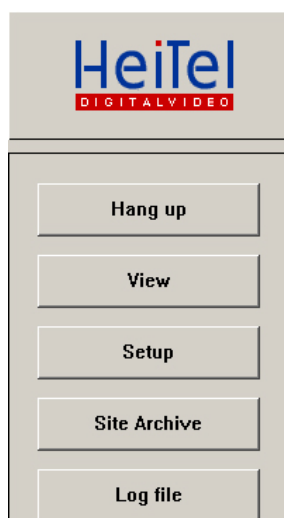 HeiTel
DIGITALVIDEO
Hang up
View
Setup
Site Archive
Log file